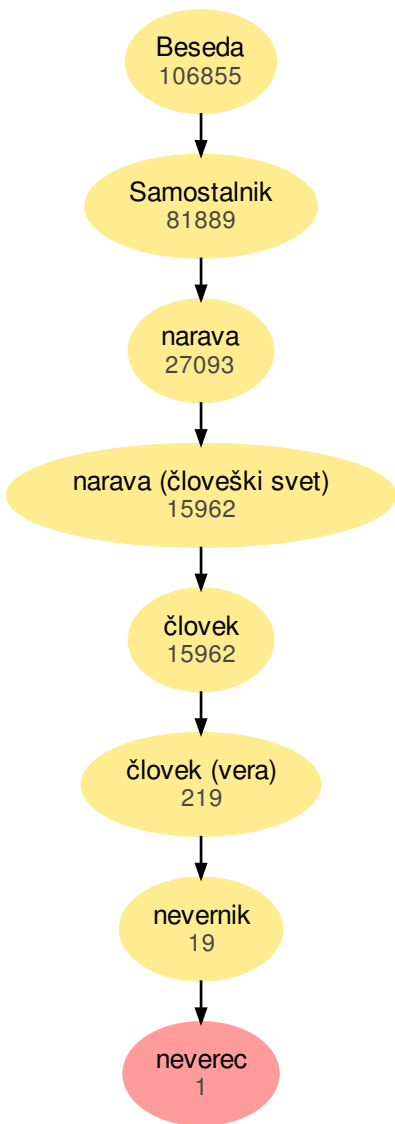 Beseda
106855
Samostalnik
81889
narava
27093
narava (človeški svet)
15962
človek
15962
človek (vera)
219
nevernik
19
neverec
1